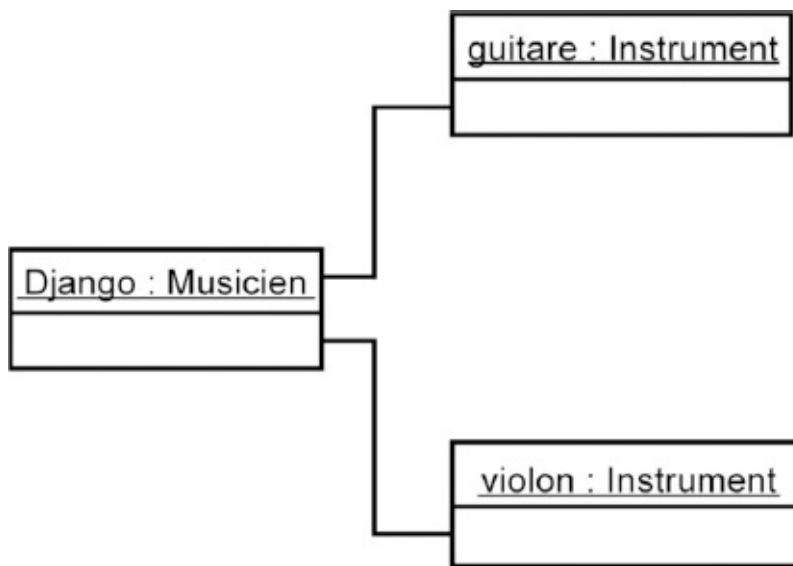 guitare : Instrument
Django : Musicien
violon : Instrument